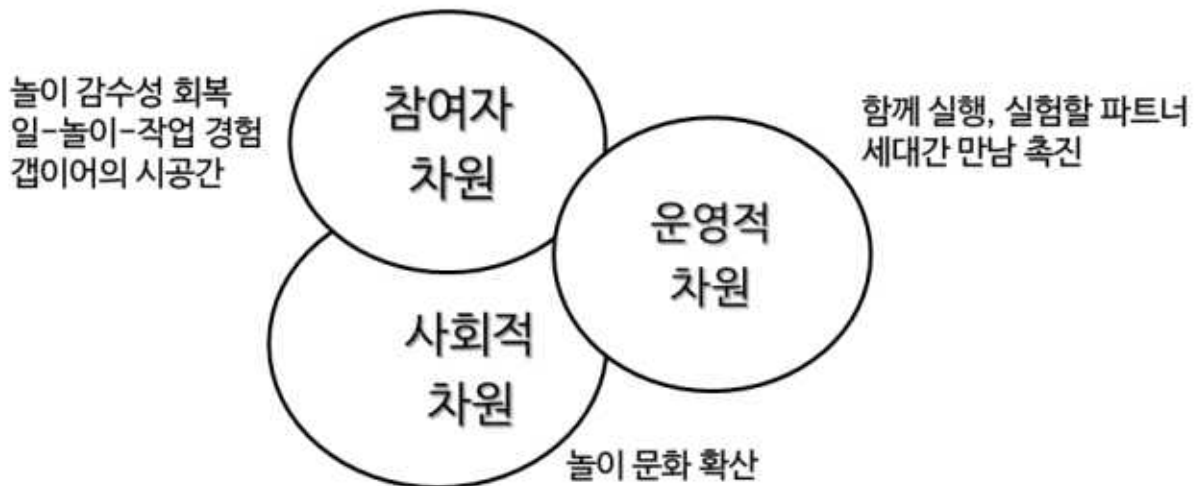 놀이 감수성 회복
일-놀이-작업 경험
갭이어의 시공간
참여자
차원
함께 실행, 실험할 파트너
세대간 만남 촉진
운영적
차원
사회적
차원
놀이 문화 확산